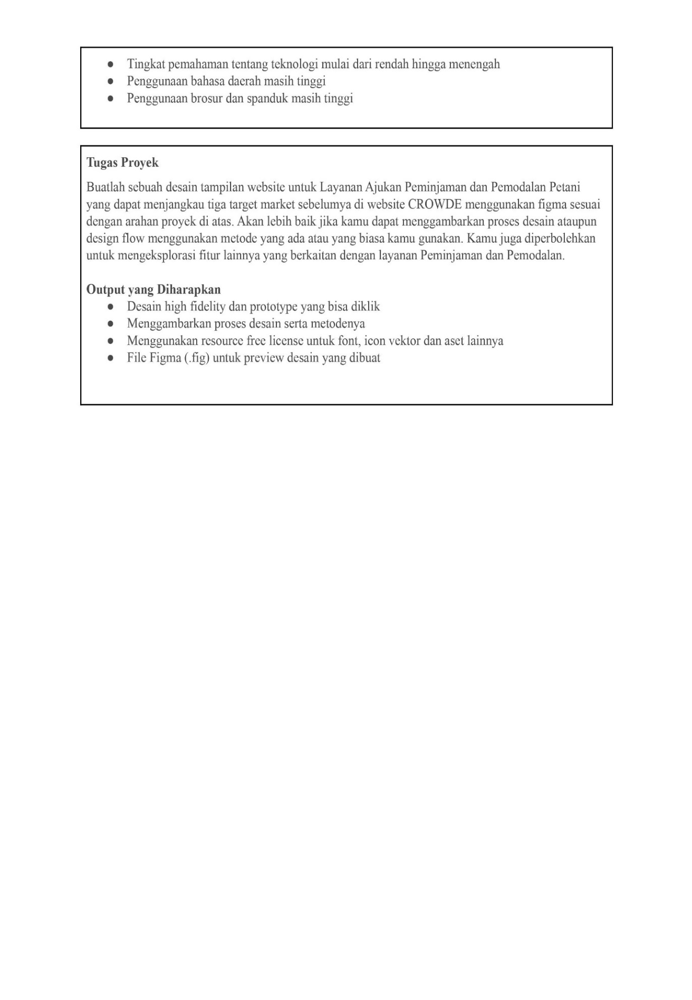 ● Tingkat pemahaman tentang teknologi mulai dari rendah hingga menengah
● Penggunaan bahasa daerah masih tinggi
● Penggunaan brosur dan spanduk masih tinggi
Tugas Proyek
Buatlah sebuah desain tampilan website untuk Layanan Ajukan Peminjaman dan Pemodalan Petani
yang dapat menjangkau tiga target market sebelumya di website CROWDE menggunakan figma sesuai
dengan arahan proyek di atas. Akan lebih baik jika kamu dapat menggambarkan proses desain ataupun
design flow menggunakan metode yang ada atau yang biasa kamu gunakan. Kamu juga diperbolehkan
untuk mengeksplorasi fitur lainnya yang berkaitan dengan layanan Peminjaman dan Pemodalan.
Output yang Diharapkan
● Desain high fidelity dan prototype yang bisa diklik
● Menggambarkan proses desain serta metodenya
● Menggunakan resource free license untuk font, icon vektor dan aset lainnya
● File Figma (.fig) untuk preview desain yang dibuat